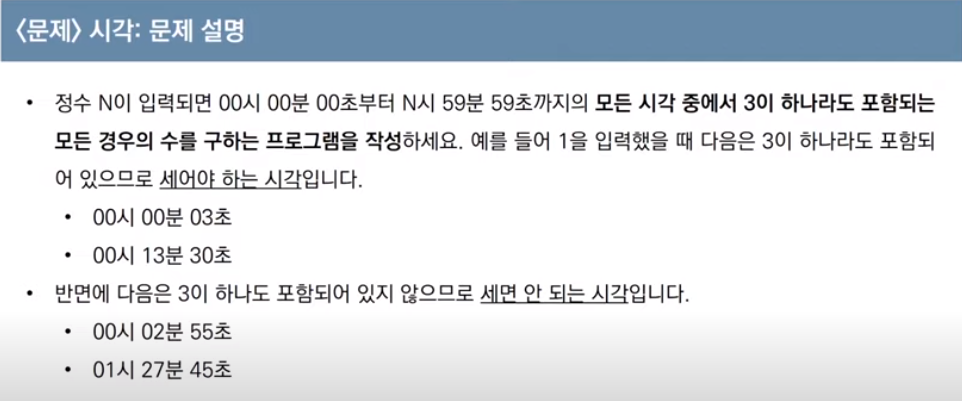 〈문제〉 시각: 문제 설명
• 정수 N이 입력되면 00시 00분 00초부터 N시 59분 59초까지의 모든 시각 중에서 3이 하나라도 포함되는
모든 경우의 수를 구하는 프로그램을 작성하세요. 예를 들어 1을 입력했을 때 다음은 3이 하나라도 포함되
어 있으므로 세어야 하는 시각입니다.
• 00시 00분 03초
• 00시 13분 30초
• 반면에 다음은 3이 하나도 포함되어 있지 않으므로 세면 안 되는 시각입니다.
• 00시 02분 55초
• 01시 27분 45초